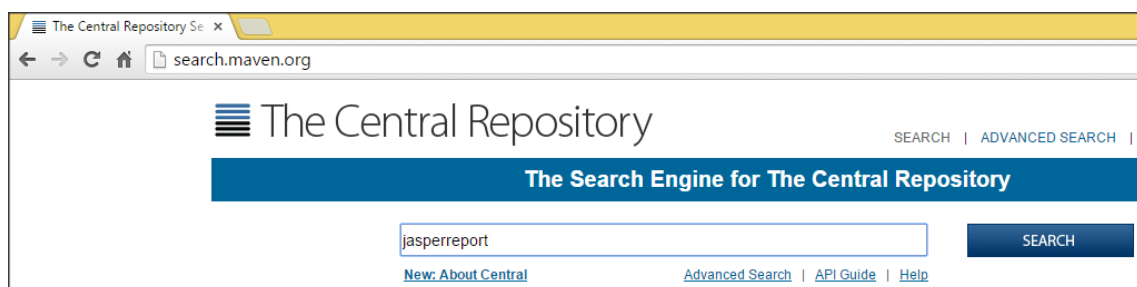 The Central Repository Se
search.maven.org
The Central Repository
SEARCH | ADVANCED SEARCH |
The Search Engine for The Central Repository
jasperreport SEARCH
New: About Central Advanced Search | API Guide | Help